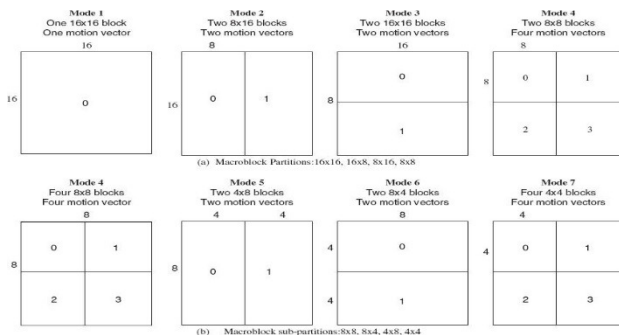 Mode 1
One 16x16 block
One motion vector
16
16
0
Mode 2
Two 8x16 blocks
Two motion vectors
8
16
0 1
Mode 3
Two 16x16 blocks
Two motion vectors
16
8
0
1
Mode 4
Two 8x8 blocks
Four motion vectors
8
8
0 1
2 3
(a) Macroblock Partitions:16x16, 16x8, 8x16, 8x8
Mode 4
Four 8x8 blocks
Four motion vector
8
8
0 1
2 3
Mode 5
Two 4x8 blocks
Two motion vectors
4 4
8
0 1
Mode 6
Two 8x4 blocks
Two motion vectors
8
4
0
4
1
Mode 7
Four 4x4 blocks
Four motion vectors
4
4
0 1
2 3
(b) Macroblock sub-partitions:8x8, 8x4, 4x8, 4x4